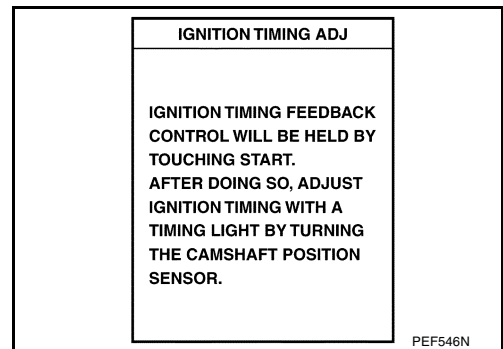 IGNITION TIMING ADJ
IGNITION TIMING FEEDBACK
CONTROL WILL BE HELD BY
TOUCHING START.
AFTER DOING SO, ADJUST
IGNITION TIMING WITH A
TIMING LIGHT BY TURNING
THE CAMSHAFT POSITION
SENSOR.
PEF546N